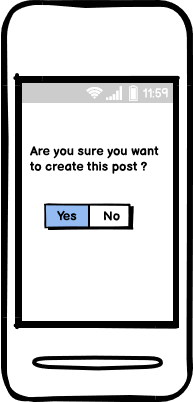 11:59
Are you sure you want
to create this post ?
Yes No